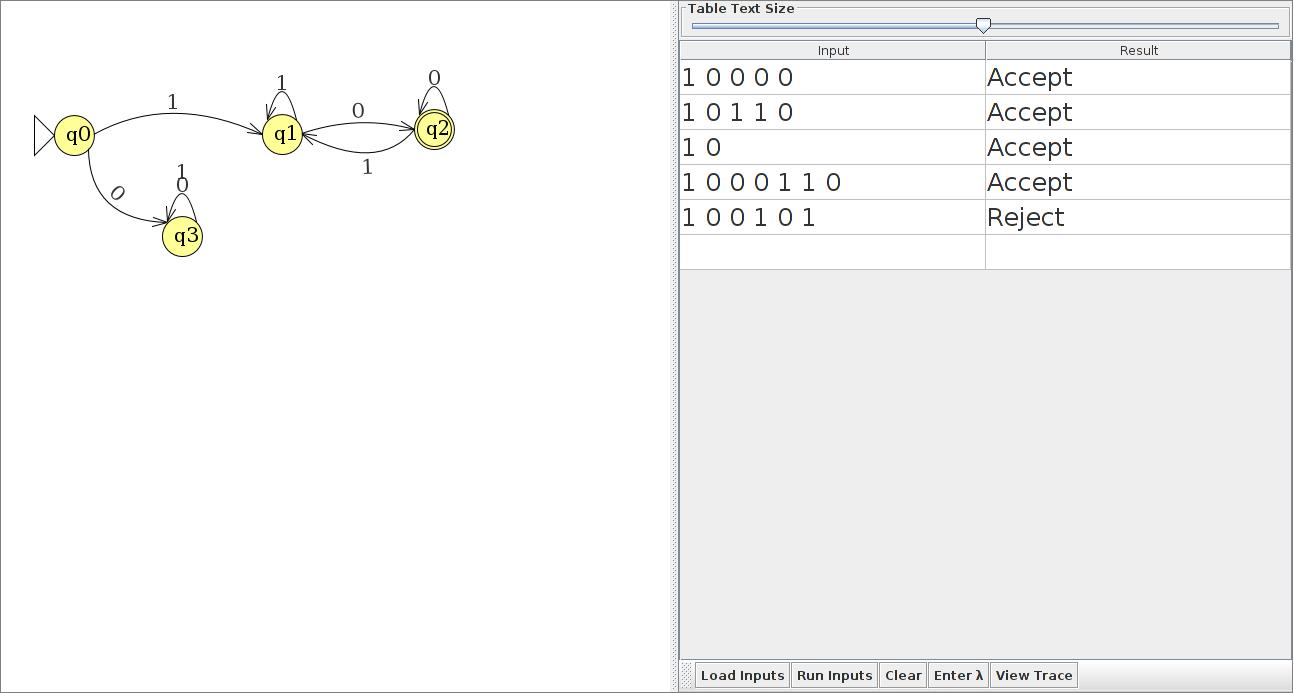 Table Text Size
Input Result
1 0 0 0 0 Accept
1 0 1 1 0 Accept
1 0 Accept
1 0 0 0 1 1 0 Accept
1 0 0 1 0 1 Reject
1
0
1
0
q0
q1
q2
1
0
1
0
q3
Load Inputs Run Inputs Clear Enter λ View Trace